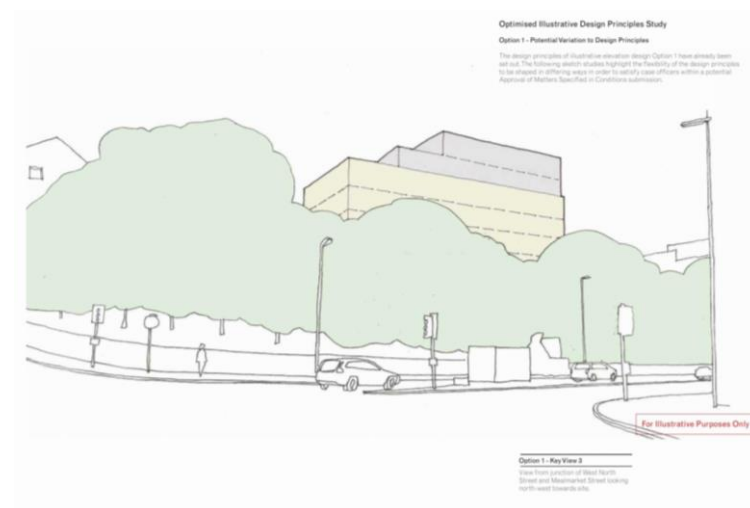 Optimised Illustrative Design Principles Study
Option 1 - Potential Variation to Design Principles
The design principles of illustrative elevation design Option 1 have already been
set out. The following sketch studies highlight the flexibility of the design principles
to be shaped in differing ways in order to satisfy case officers within a potential
Approval of Matters Specified in Conditions submission.
For Illustrative Purposes Only
Option 1 - Key View 3
View from junction of West North
Street and Mearmarket Street looking
north-west towards site.